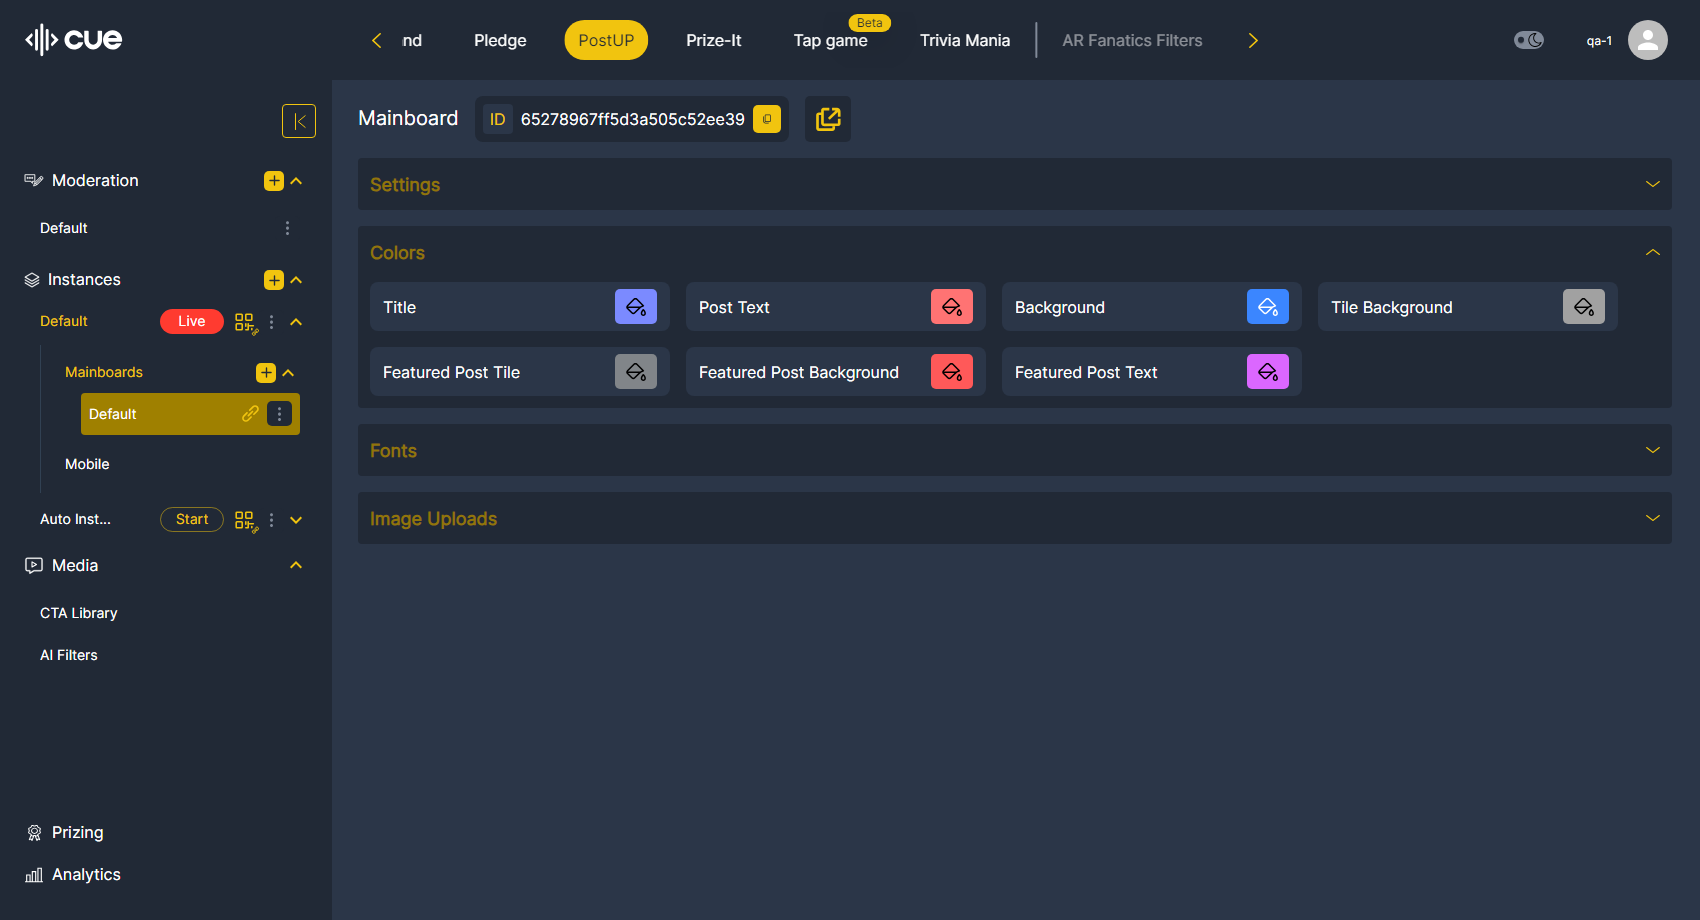 cue
nd
Pledge
PostUP
Prize-It
Beta
Tap game
Trivia Mania
AR Fanatics Filters
qa-1
Moderation
Default
Instances
Default
Live
Mainboards
Default
Mobile
Auto Inst...
Start
Media
CTA Library
AI Filters
Prizing
Analytics
Mainboard
ID 65278967ff5d3a505c52ee39
Settings
Colors
Title
Post Text
Background
Tile Background
Featured Post Tile
Featured Post Background
Featured Post Text
Fonts
Image Uploads